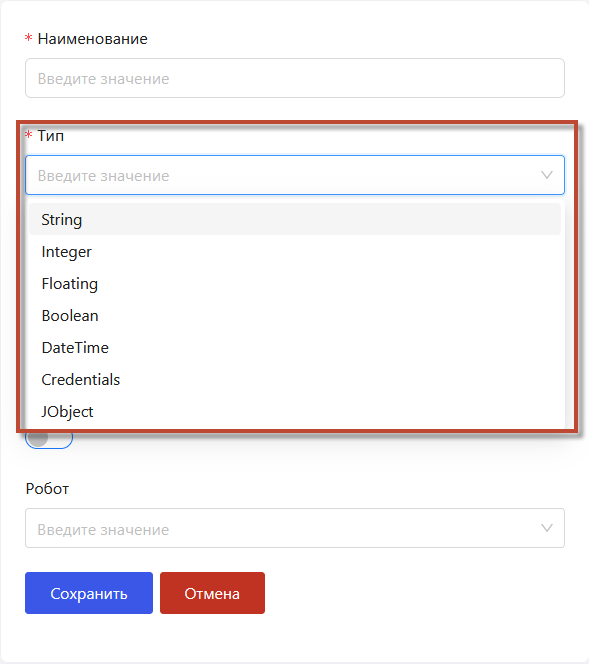 * Наименование
Введите значение
* Тип
Введите значение
String
Integer
Floating
Boolean
DateTime
Credentials
JObject
Робот
Введите значение
Сохранить
Отмена